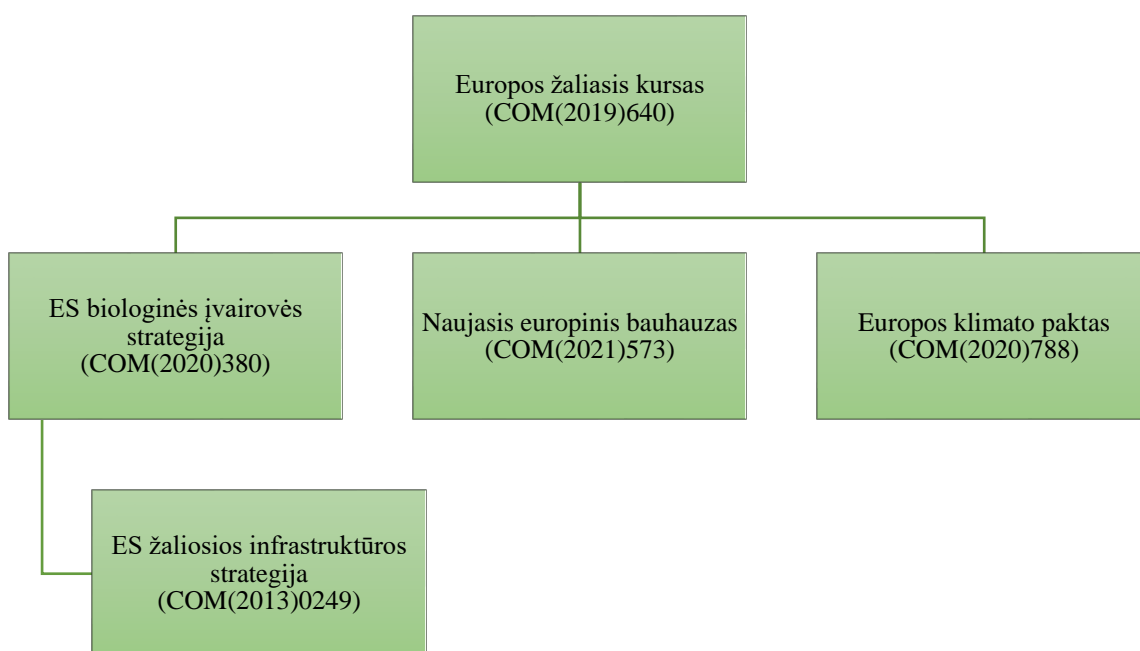 Europos žaliasis kursas
(COM(2019)640)
ES biologinės įvairovės
strategija
(COM(2020)380)
Naujasis europinis bauhauzas
(COM(2021)573)
Europos klimato paktas
(COM(2020)788)
ES žaliosios infrastruktūros
strategija
(COM(2013)0249)